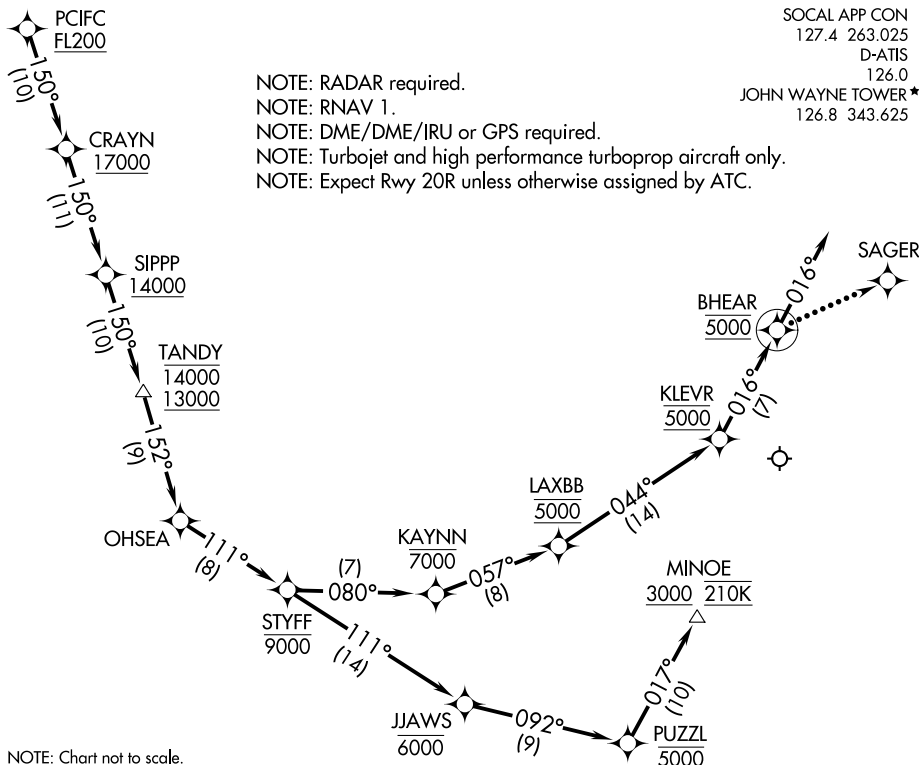 PCIFC
FL200
150°
(10)
CRAYN
17000
150°
(11)
SIPPP
14000
150°
(10)
TANDY
14000
13000
152°
(9)
OHSEA
111°
(8)
STYFF
9000
(7)
080°
KAYNN
7000
057°
(8)
LAXBB
5000
044°
(14)
KLEVR
5000
016°
(7)
BHEAR
5000
016°
SAGER
111°
(14)
JJAWS
6000
092°
(9)
PUZZL
5000
017°
(10)
MINOE
3000 210K
SOCAL APP CON
127.4 263.025
D-ATIS
126.0
JOHN WAYNE TOWER★
126.8 343.625
NOTE: RADAR required.
NOTE: RNAV 1.
NOTE: DME/DME/IRU or GPS required.
NOTE: Turbojet and high performance turboprop aircraft only.
NOTE: Expect Rwy 20R unless otherwise assigned by ATC.
NOTE: Chart not to scale.